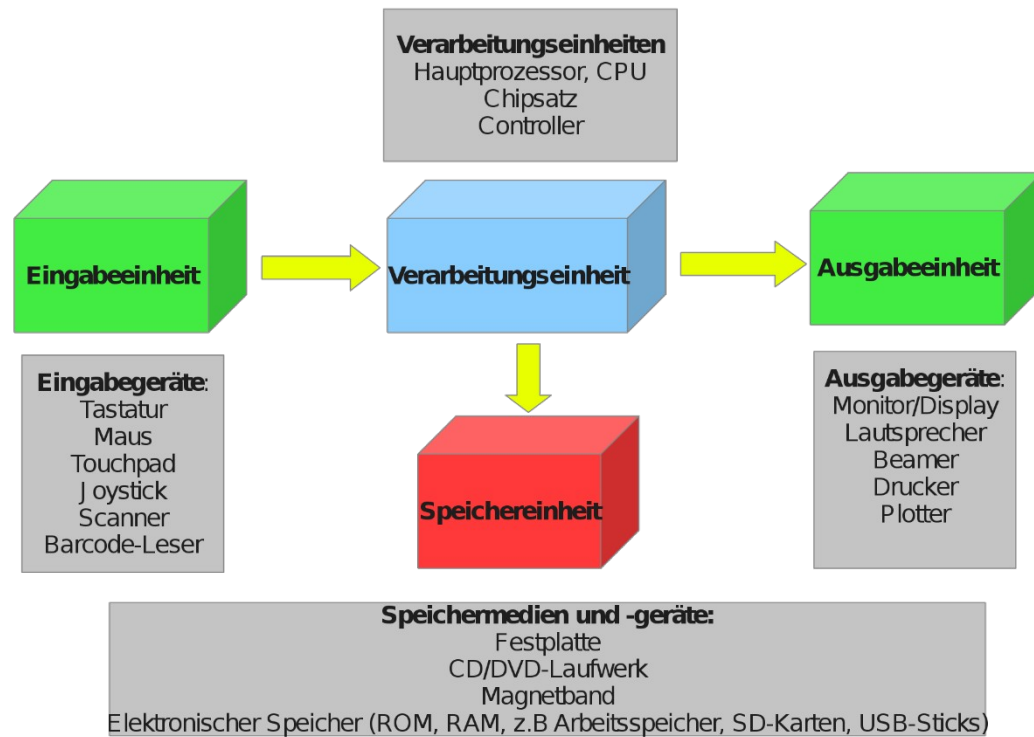 Verarbeitungseinheiten
Hauptprozessor, CPU
Chipsatz
Controller
Eingabeeinheit
Verarbeitungseinheit
Ausgabeeinheit
Eingabegeräte:
Tastatur
Maus
Touchpad
Joystick
Scanner
Barcode-Leser
Ausgabegeräte:
Monitor/Display
Lautsprecher
Beamer
Drucker
Plotter
Speichereinheit
Speichermedien und -geräte:
Festplatte
CD/DVD-Laufwerk
Magnetband
Elektronischer Speicher (ROM, RAM, z.B Arbeitsspeicher, SD-Karten, USB-Sticks)